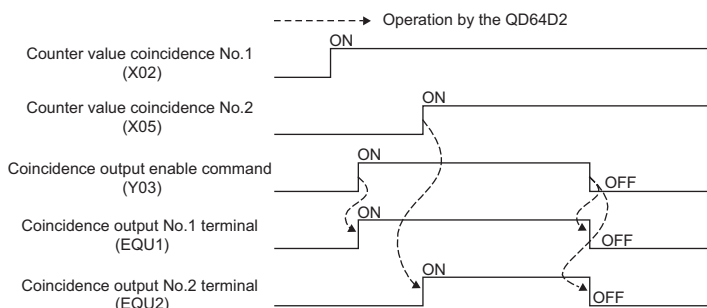 Operation by the QD64D2
ON
Counter value coincidence No.1
(X02)
ON
Counter value coincidence No.2
(X05)
ON
Coincidence output enable command
(Y03)
OFF
ON
Coincidence output No.1 terminal
(EQU1)
OFF
ON
Coincidence output No.2 terminal
(EQU2)
OFF